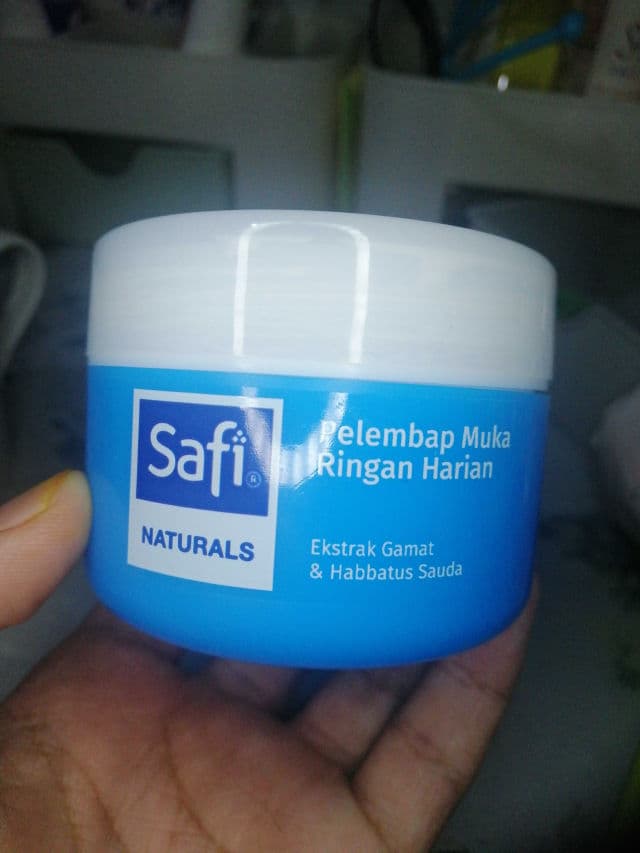 Safi®
NATURALS
Pelembap Muka
Ringan Harian
Ekstrak Gamat
& Habbatus Sauda